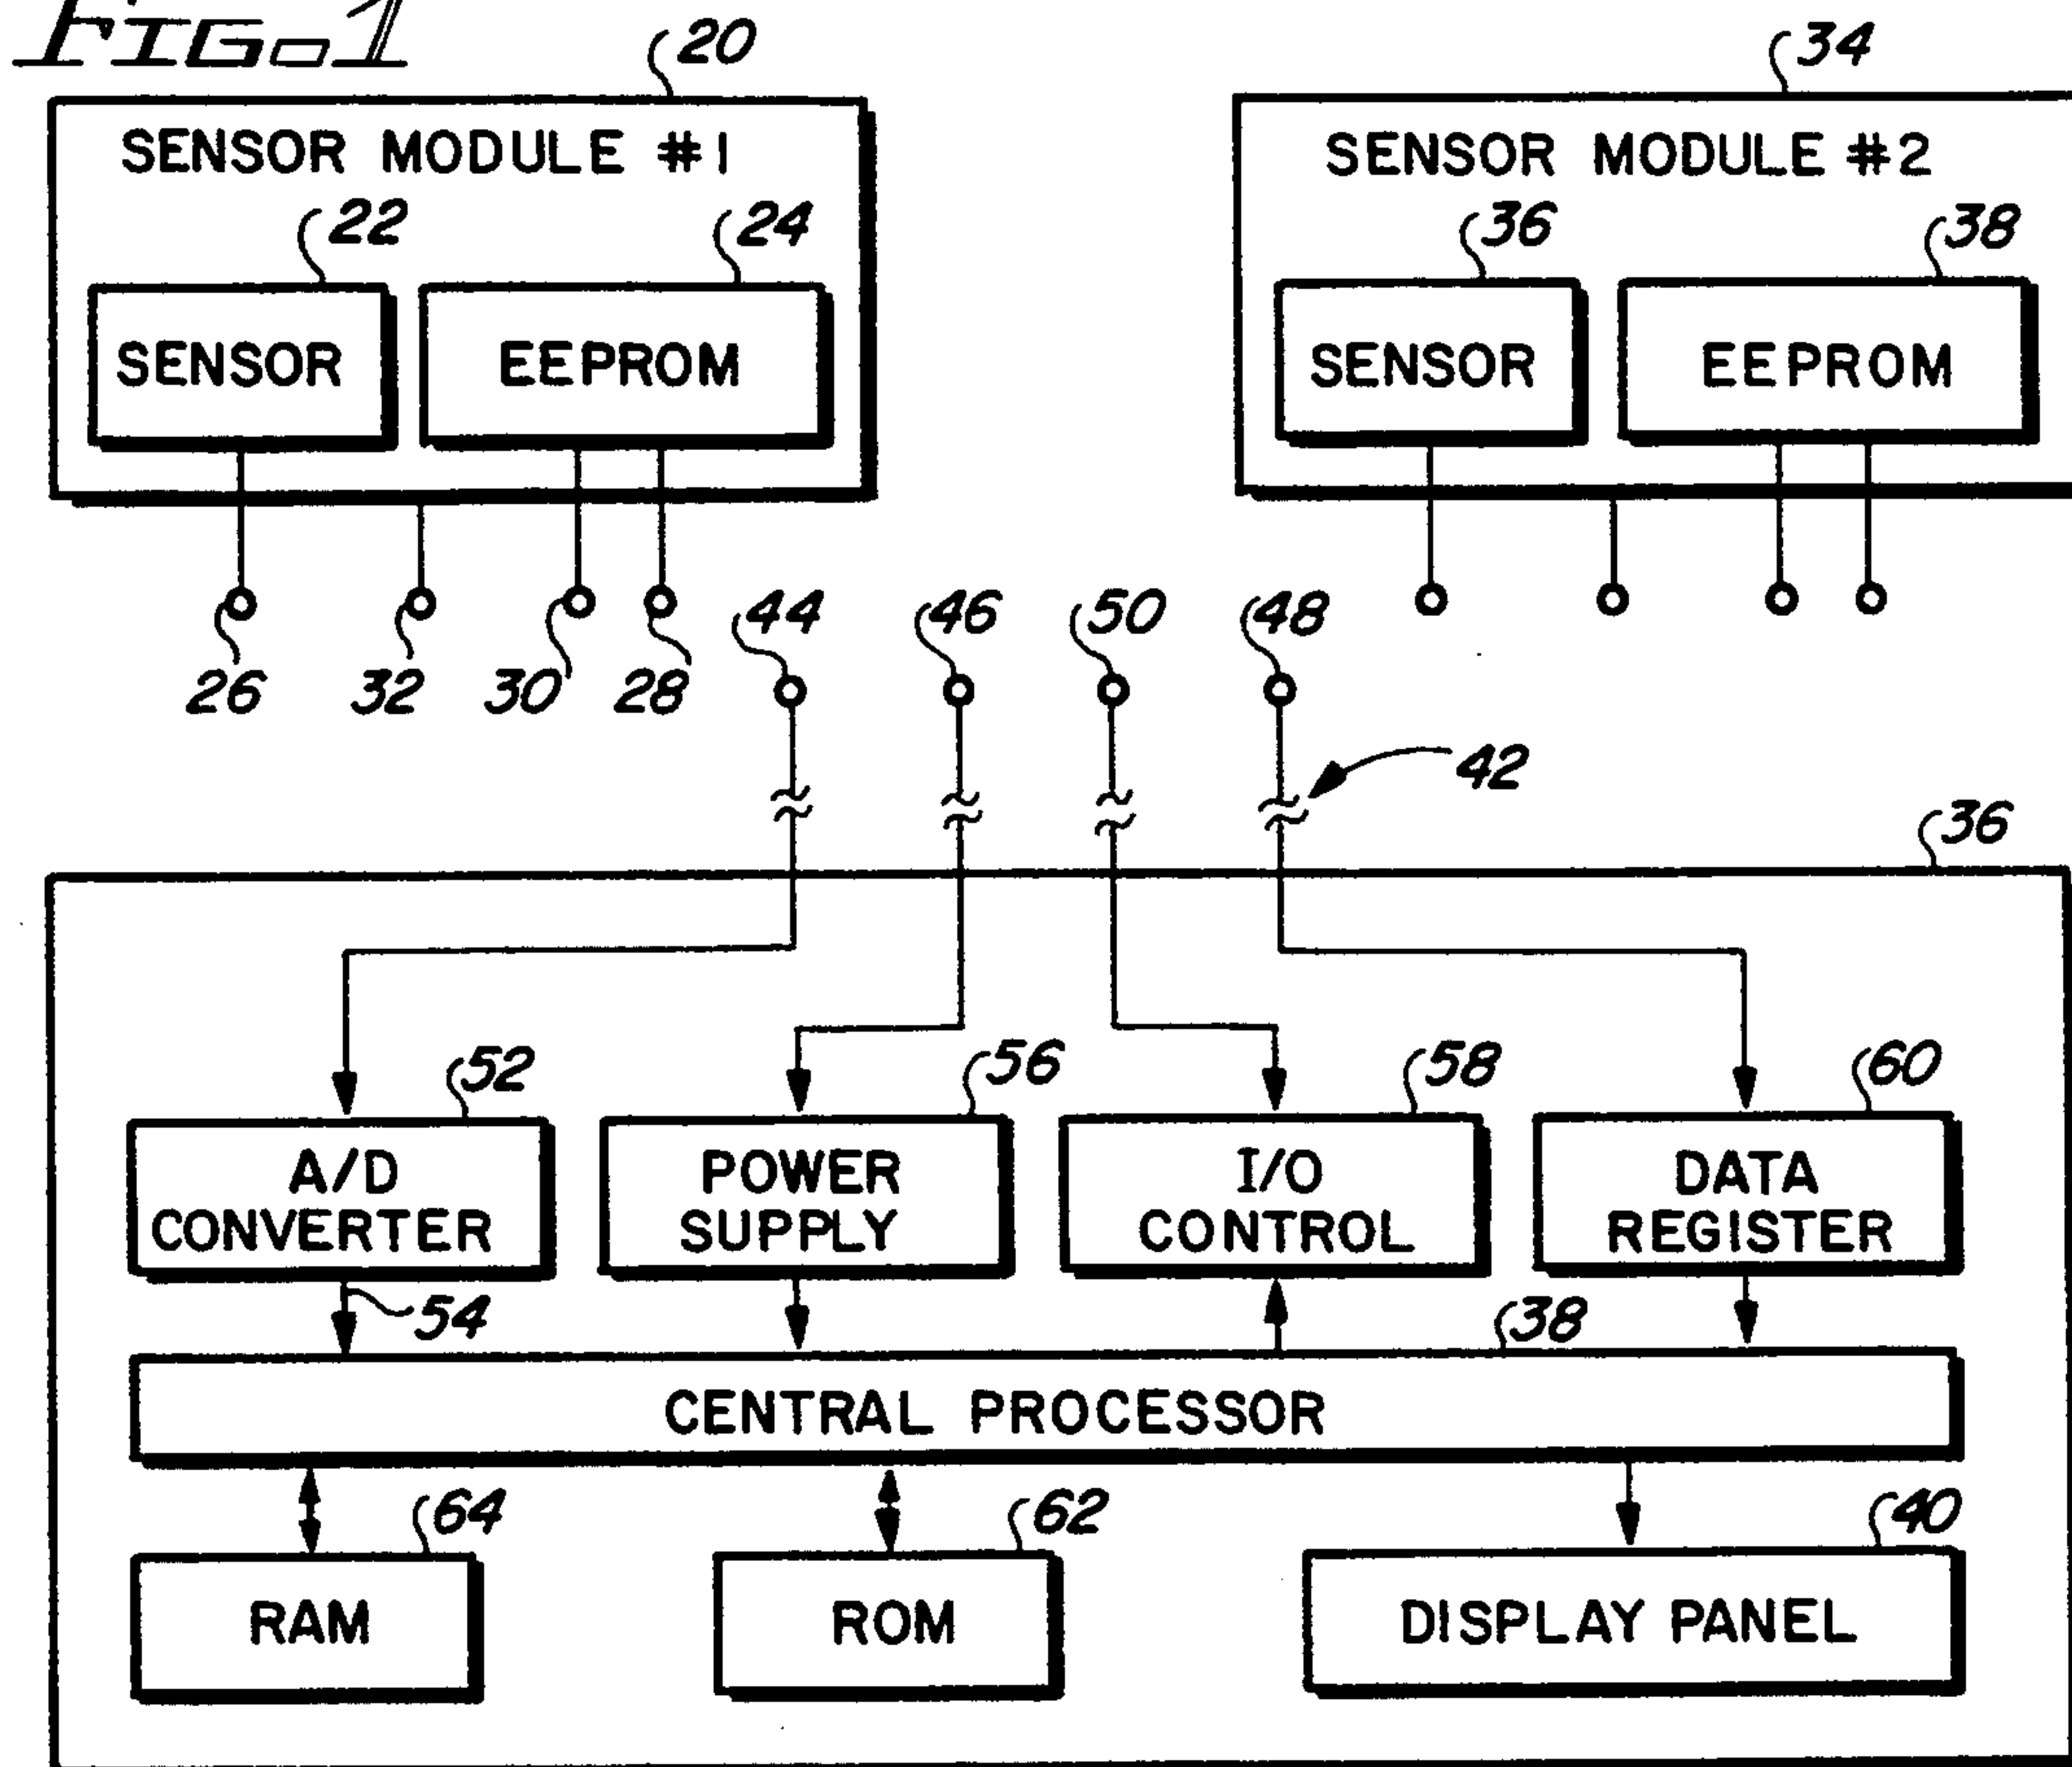 FIG. 1
20
34
SENSOR MODULE #1
SENSOR MODULE #2
22
24
36
38
SENSOR
EEPROM
SENSOR
EEPROM
44
46
50
48
26
32
30
28
42
36
52
56
58
60
A/D
CONVERTER
POWER
SUPPLY
I/O
CONTROL
DATA
REGISTER
54
38
CENTRAL PROCESSOR
64
62
40
RAM
ROM
DISPLAY PANEL